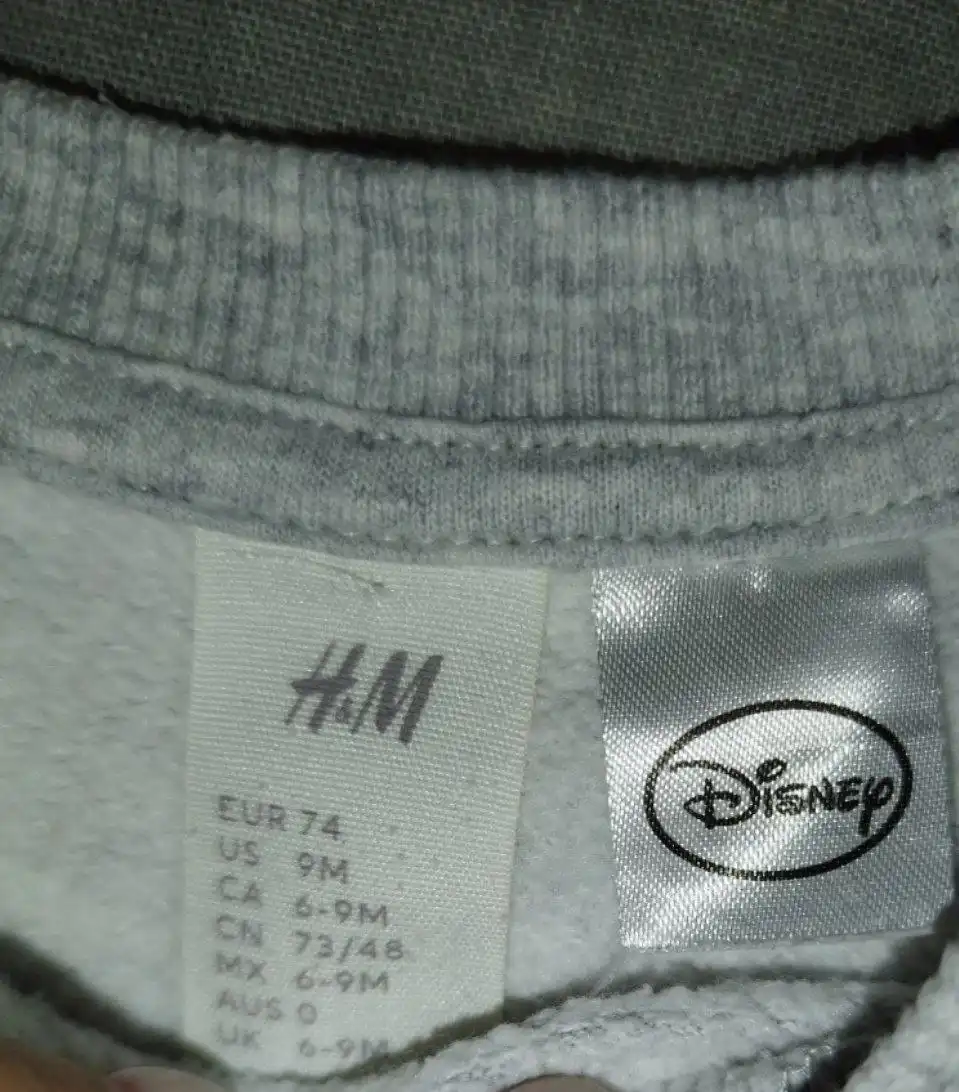 H&M
EUR 74
US 9M
CA 6-9M
CN 73/48
MX 6-9M
AUS 0
UK 6-9M
Disney